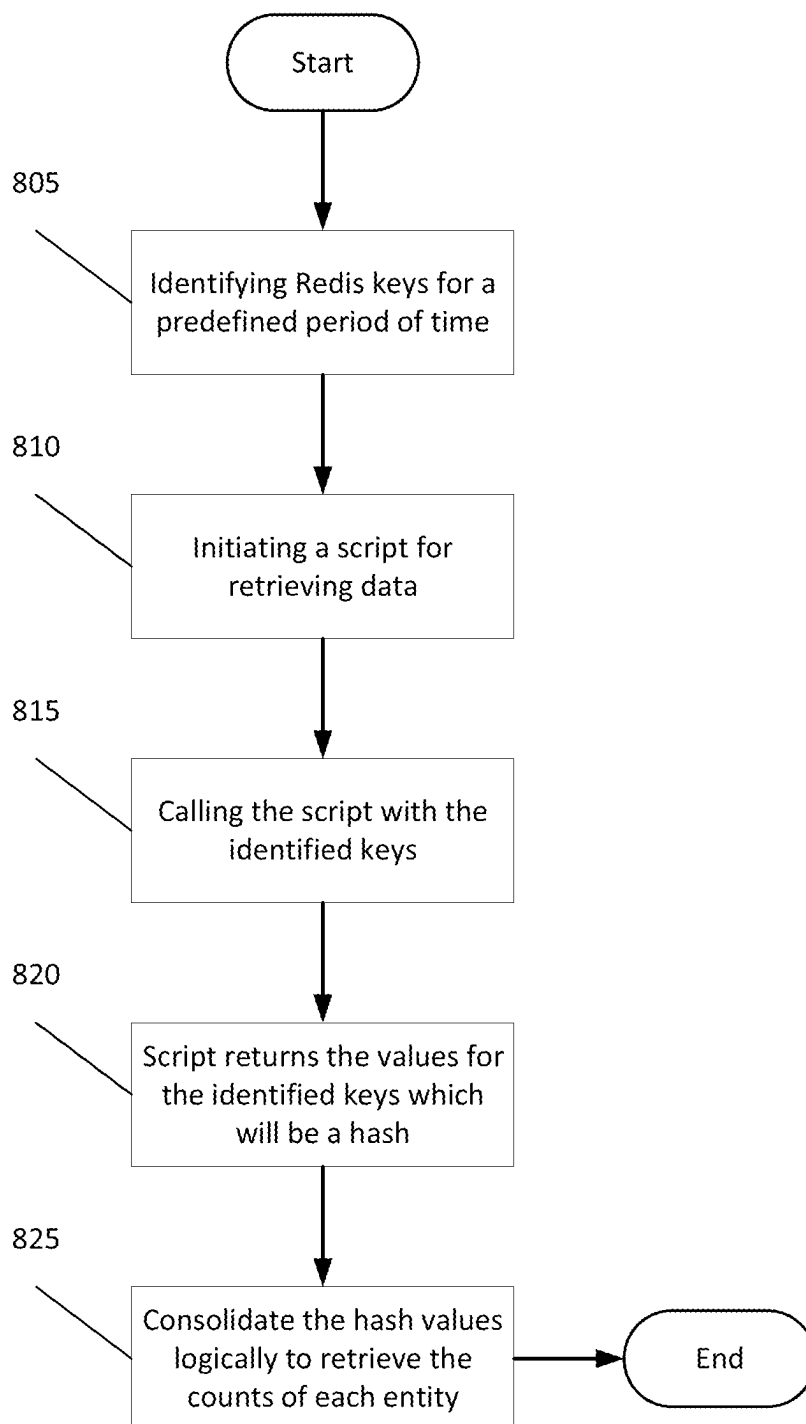 Start
805
Identifying Redis keys for a
predefined period of time
810
Initiating a script for
retrieving data
815
Calling the script with the
identified keys
820
Script returns the values for
the identified keys which
will be a hash
825
Consolidate the hash values
logically to retrieve the
counts of each entity
End